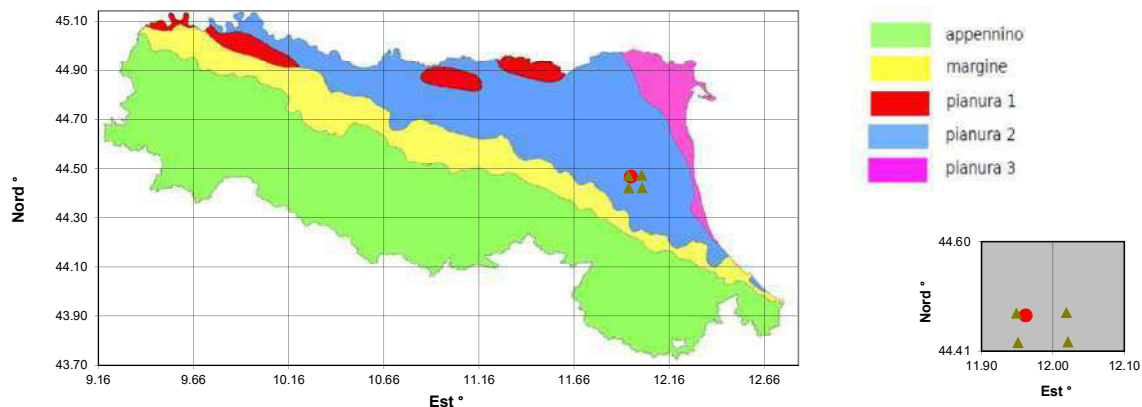 45.10
44.90
44.70
44.50
44.30
44.10
43.90
43.70
Nord °
9.16 9.66 10.16 10.66 11.16 11.66 12.16 12.66
Est °
appennino
margine
pianura 1
pianura 2
pianura 3
44.60
44.41
Nord °
11.90 12.00 12.10
Est °